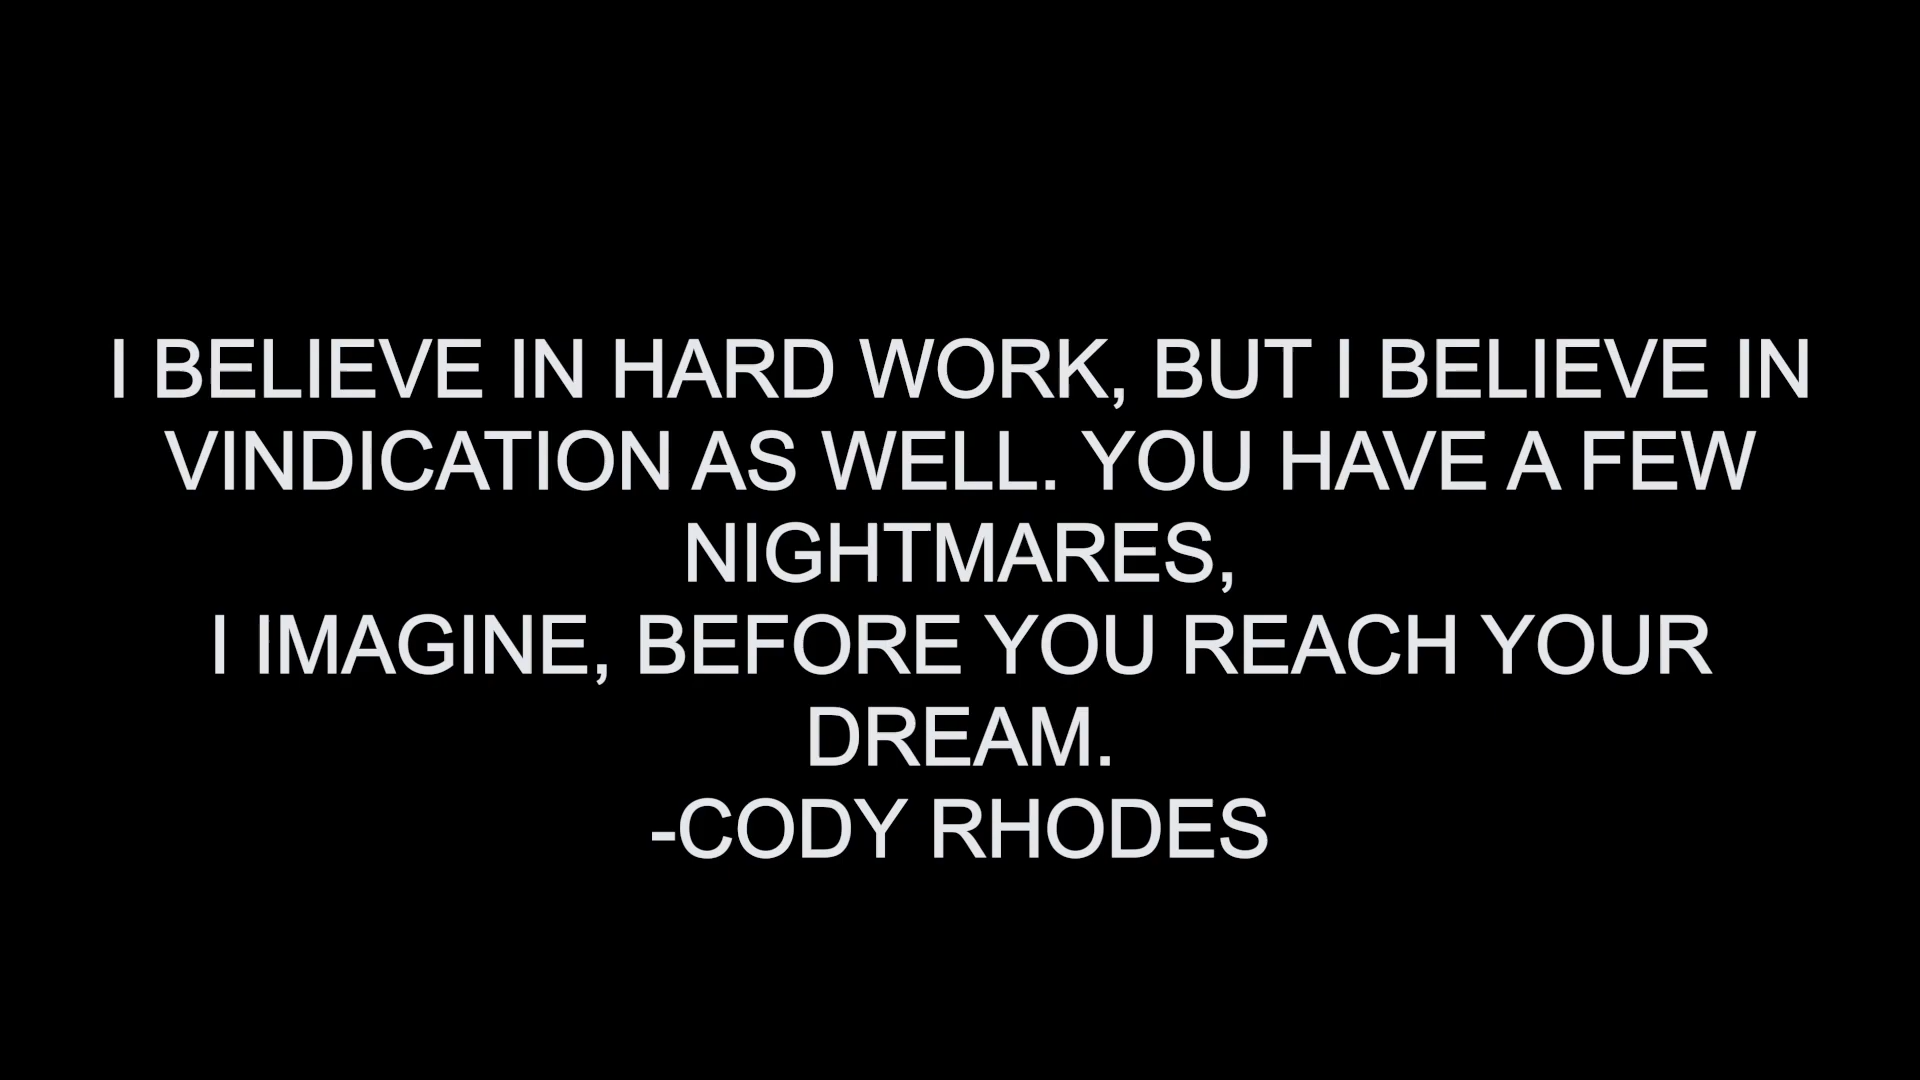 I BELIEVE IN HARD WORK, BUT I BELIEVE IN
VINDICATION AS WELL. YOU HAVE A FEW
NIGHTMARES,
I IMAGINE, BEFORE YOU REACH YOUR
DREAM.
-CODY RHODES